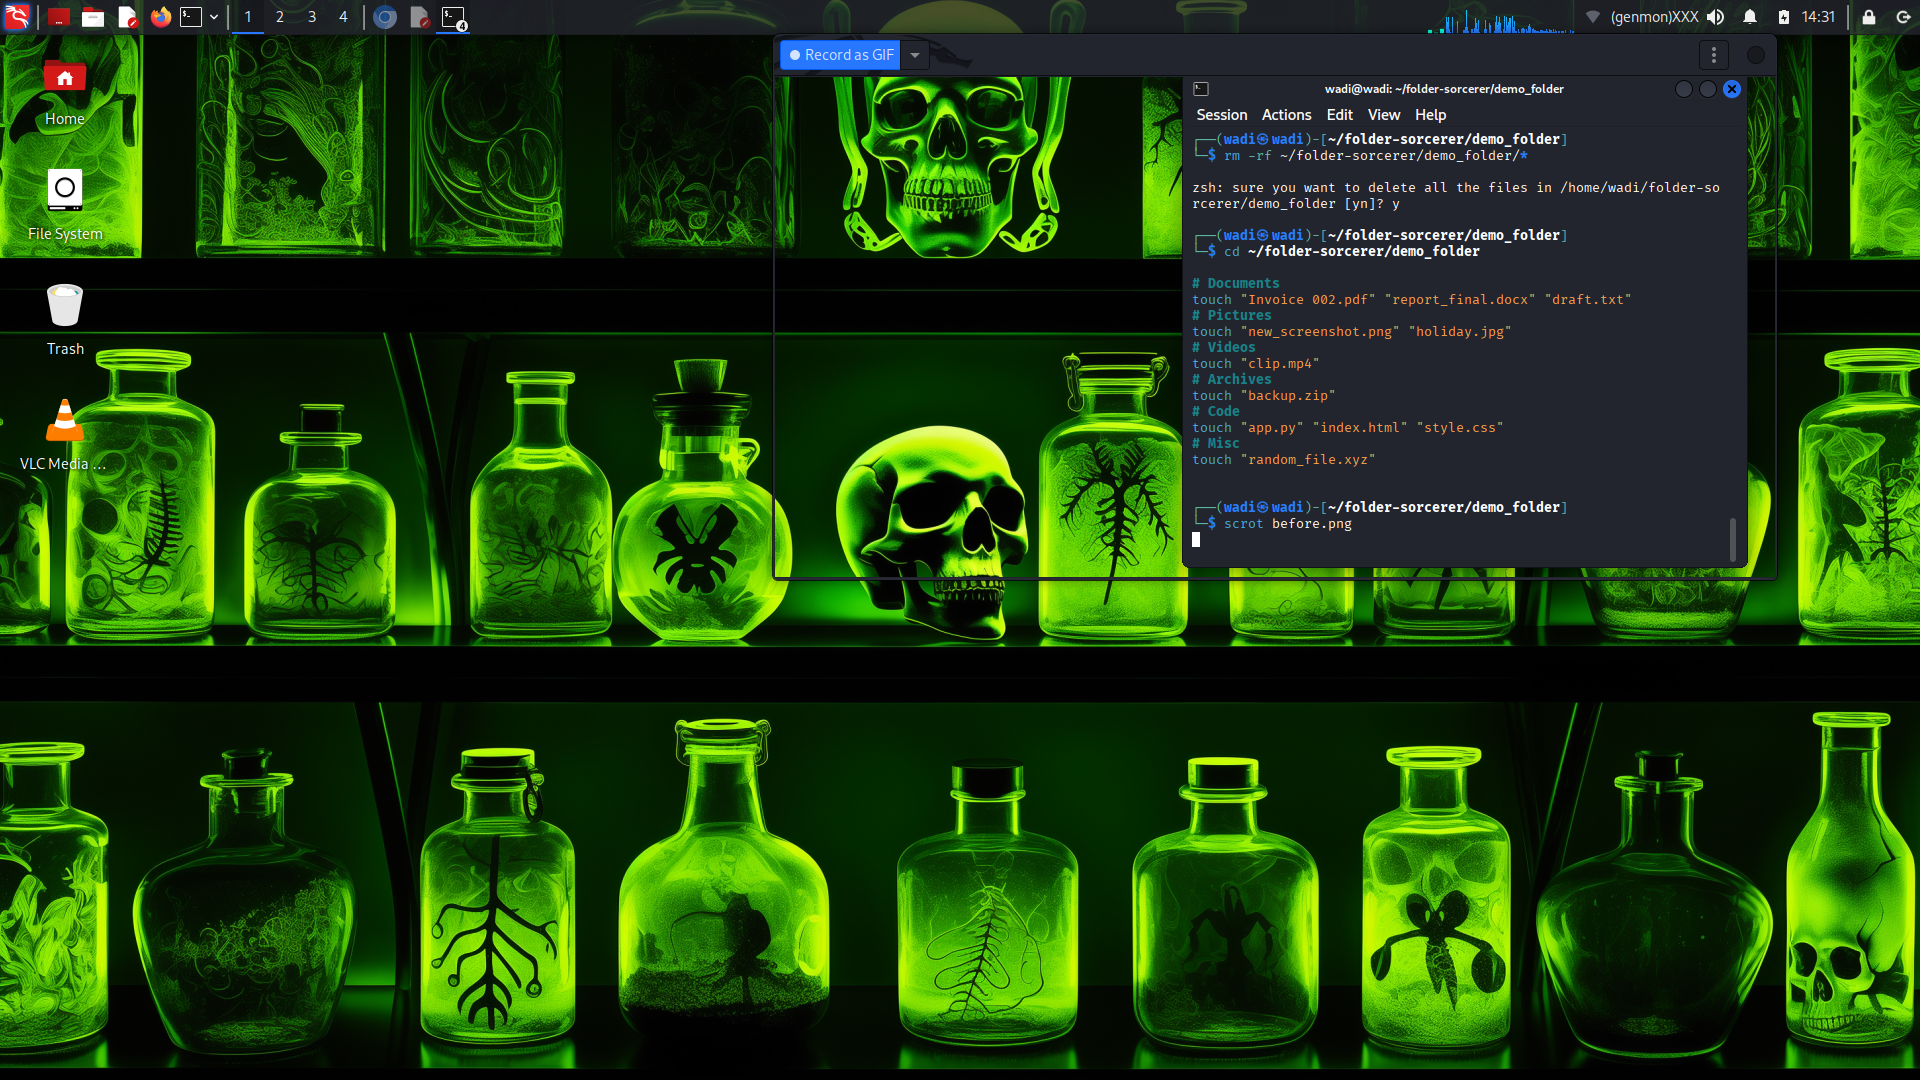 1 2 3 4
4
(genmon)XXX
14:31
Home
File System
Trash
VLC Media ...
Record as GIF
wadi@wadi: ~/folder-sorcerer/demo_folder
Session Actions Edit View Help
┌──(wadi㉿wadi)-[~/folder-sorcerer/demo_folder]
└─$ rm -rf ~/folder-sorcerer/demo_folder/*
zsh: sure you want to delete all the files in /home/wadi/folder-so
rcerer/demo_folder [yn]? y
┌──(wadi㉿wadi)-[~/folder-sorcerer/demo_folder]
└─$ cd ~/folder-sorcerer/demo_folder
# Documents
touch "Invoice 002.pdf" "report_final.docx" "draft.txt"
# Pictures
touch "new_screenshot.png" "holiday.jpg"
# Videos
touch "clip.mp4"
# Archives
touch "backup.zip"
# Code
touch "app.py" "index.html" "style.css"
# Misc
touch "random_file.xyz"
┌──(wadi㉿wadi)-[~/folder-sorcerer/demo_folder]
└─$ scrot before.png